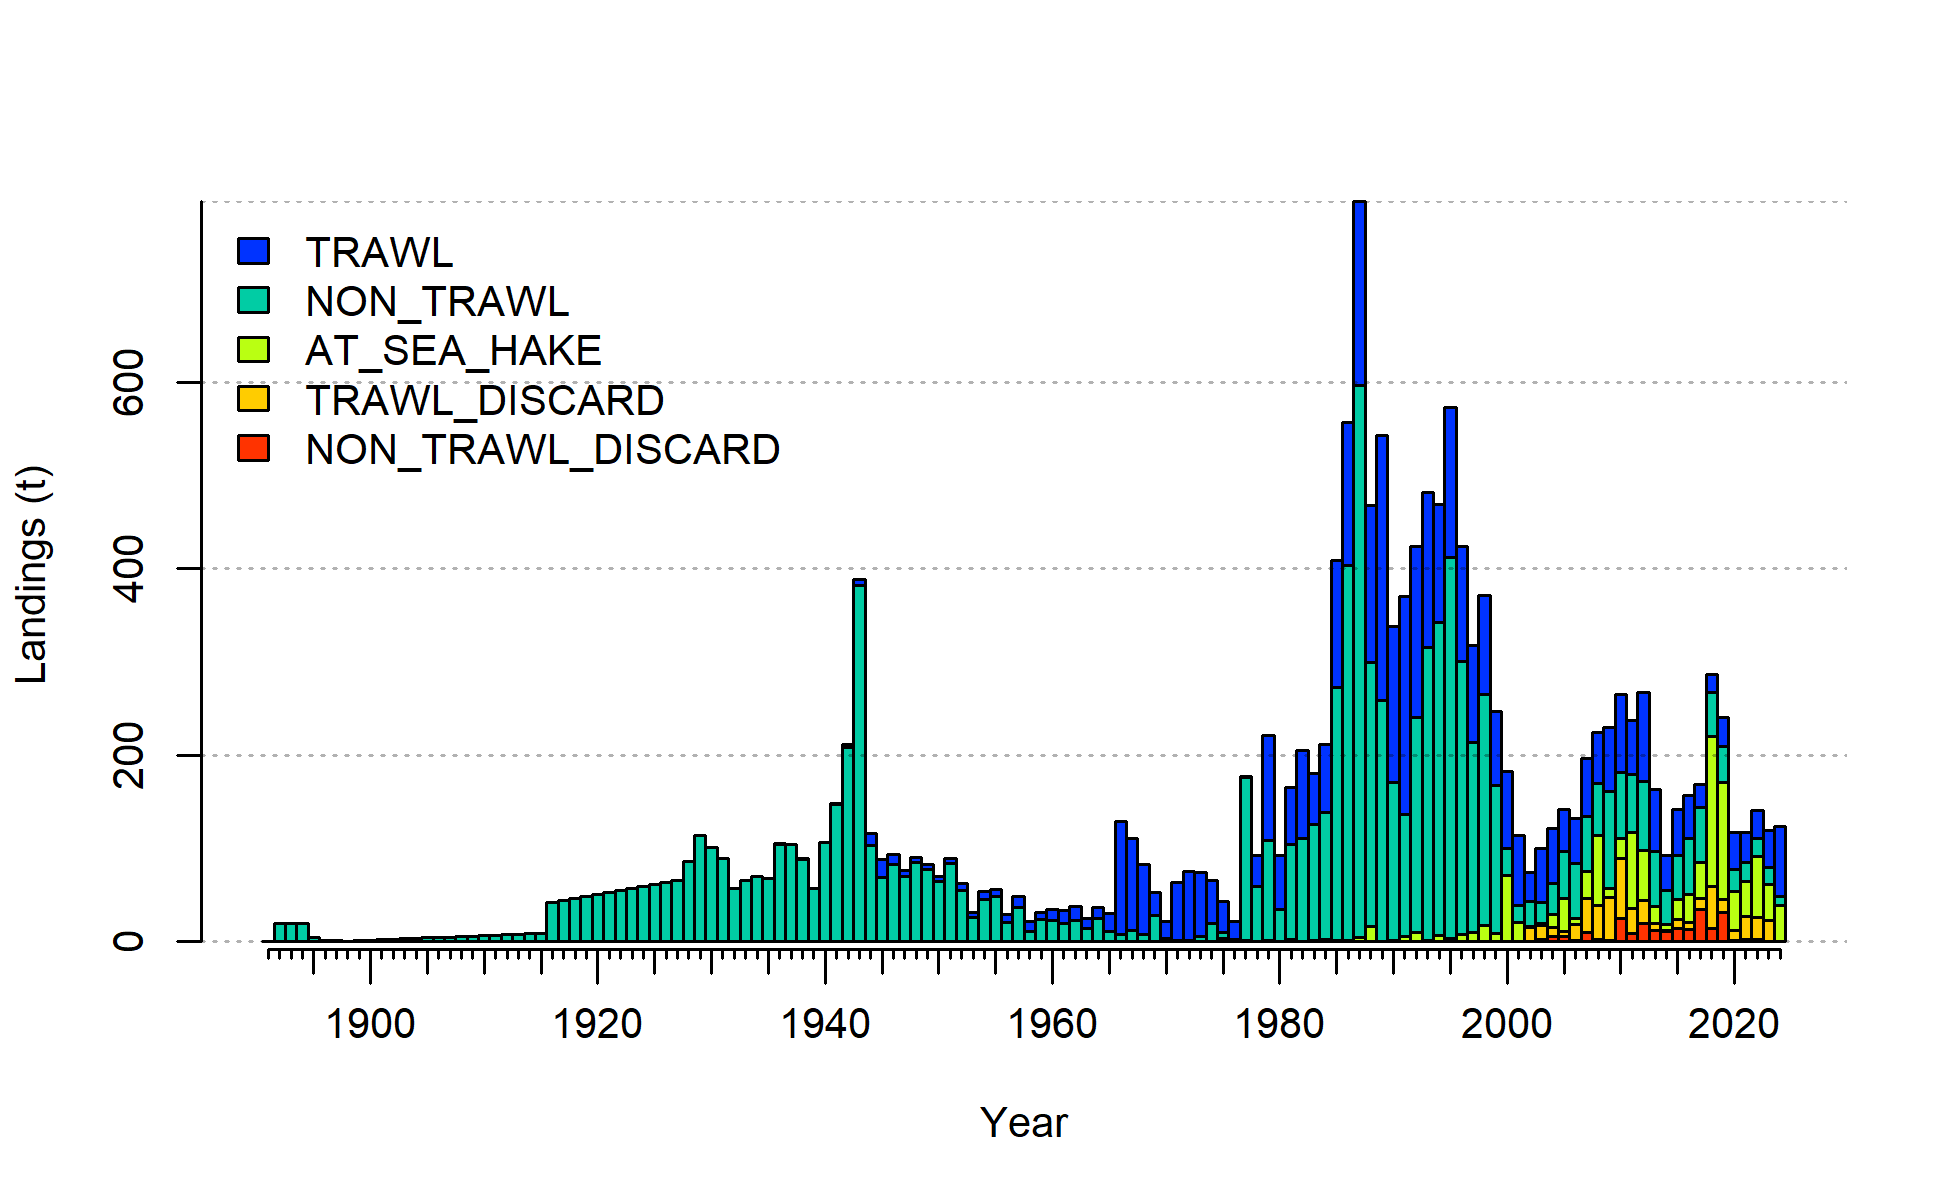 TRAWL
NON_TRAWL
AT_SEA_HAKE
TRAWL_DISCARD
NON_TRAWL_DISCARD
Landings (t)
600
400
200
0
1900 1920 1940 1960 1980 2000 2020
Year